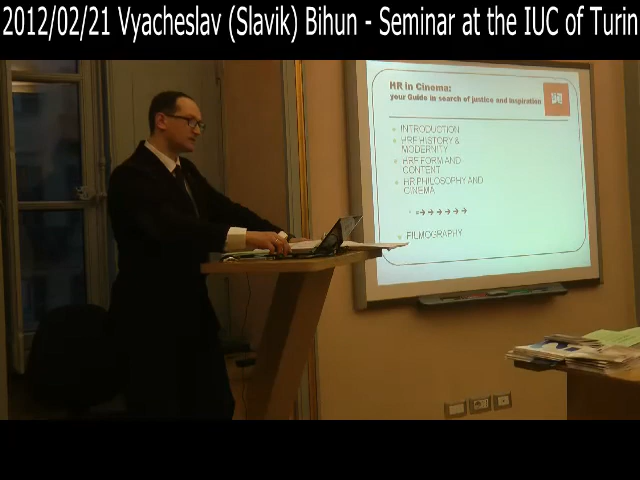 2012/02/21 Vyacheslav (Slavik) Bihun - Seminar at the IUC of Turin
HR in Cinema:
your Guide in search of justice and inspiration
INTRODUCTION
HRF HISTORY &
MODERNITY
HRF FORM AND
CONTENT
HR PHILOSOPHY AND
CINEMA
FILMOGRAPHY